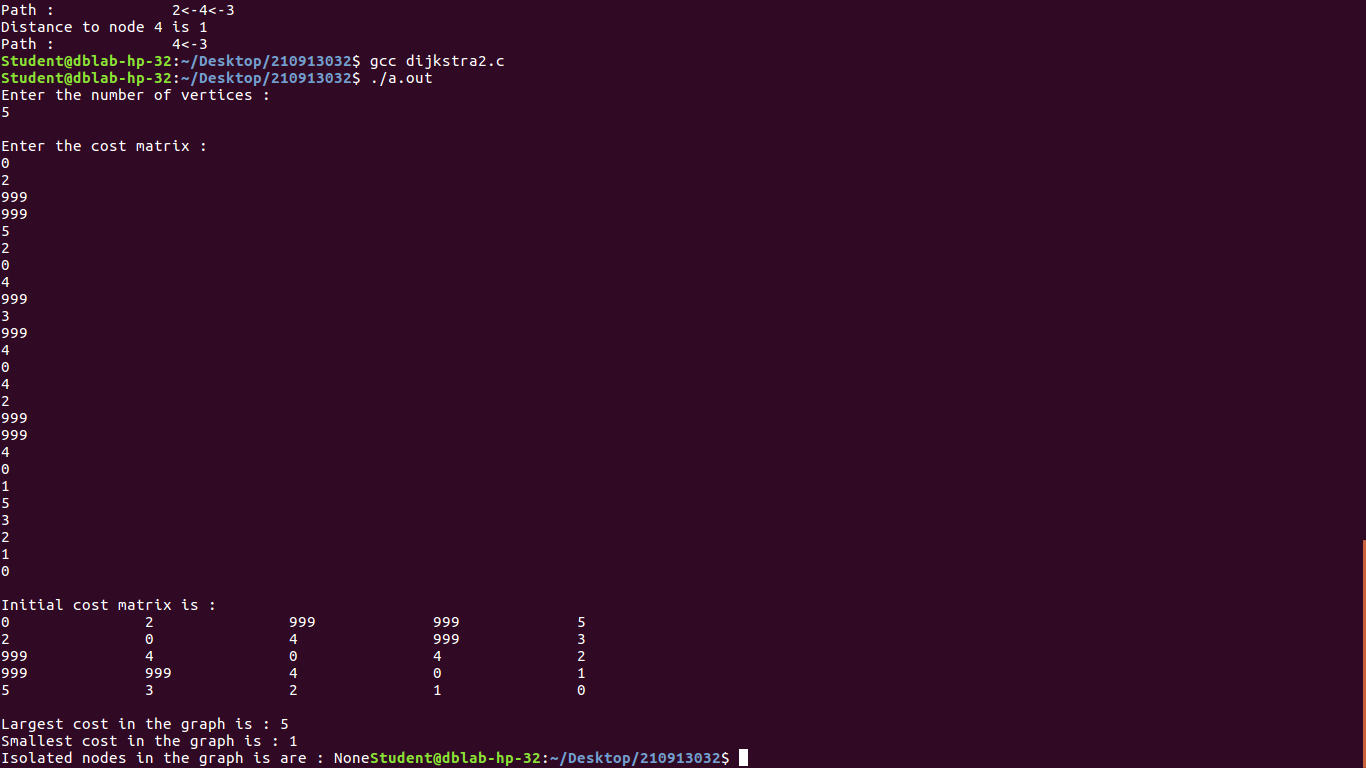 Path :              2<-4<-3
Distance to node 4 is 1
Path :              4<-3
Student@dblab-hp-32:~/Desktop/210913032$ gcc dijkstra2.c
Student@dblab-hp-32:~/Desktop/210913032$ ./a.out
Enter the number of vertices :
5
Enter the cost matrix :
0
2
999
999
5
2
0
4
999
3
999
4
0
4
2
999
999
4
0
1
5
3
2
1
0
Initial cost matrix is :
0               2               999             999             5
2               0               4               999             3
999             4               0               4               2
999             999             4               0               1
5               3               2               1               0
Largest cost in the graph is : 5
Smallest cost in the graph is : 1
Isolated nodes in the graph is are : NoneStudent@dblab-hp-32:~/Desktop/210913032$